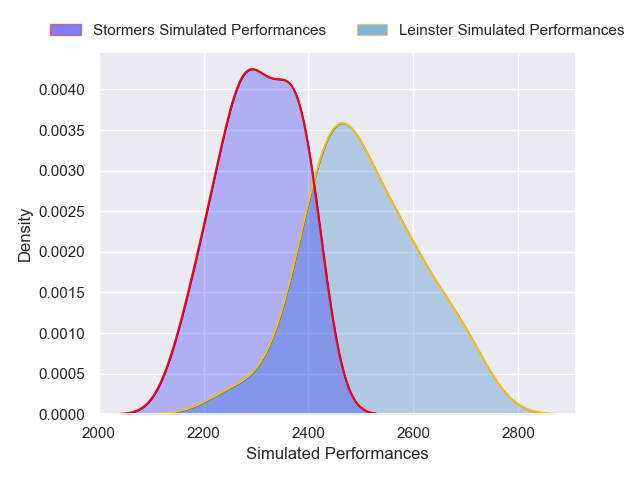 Stormers Simulated Performances Leinster Simulated Performances
0.0040
0.0035
0.0030
0.0025
0.0020
0.0015
0.0010
0.0005
0.0000
Density
2000 2200 2400 2600 2800
Simulated Performances